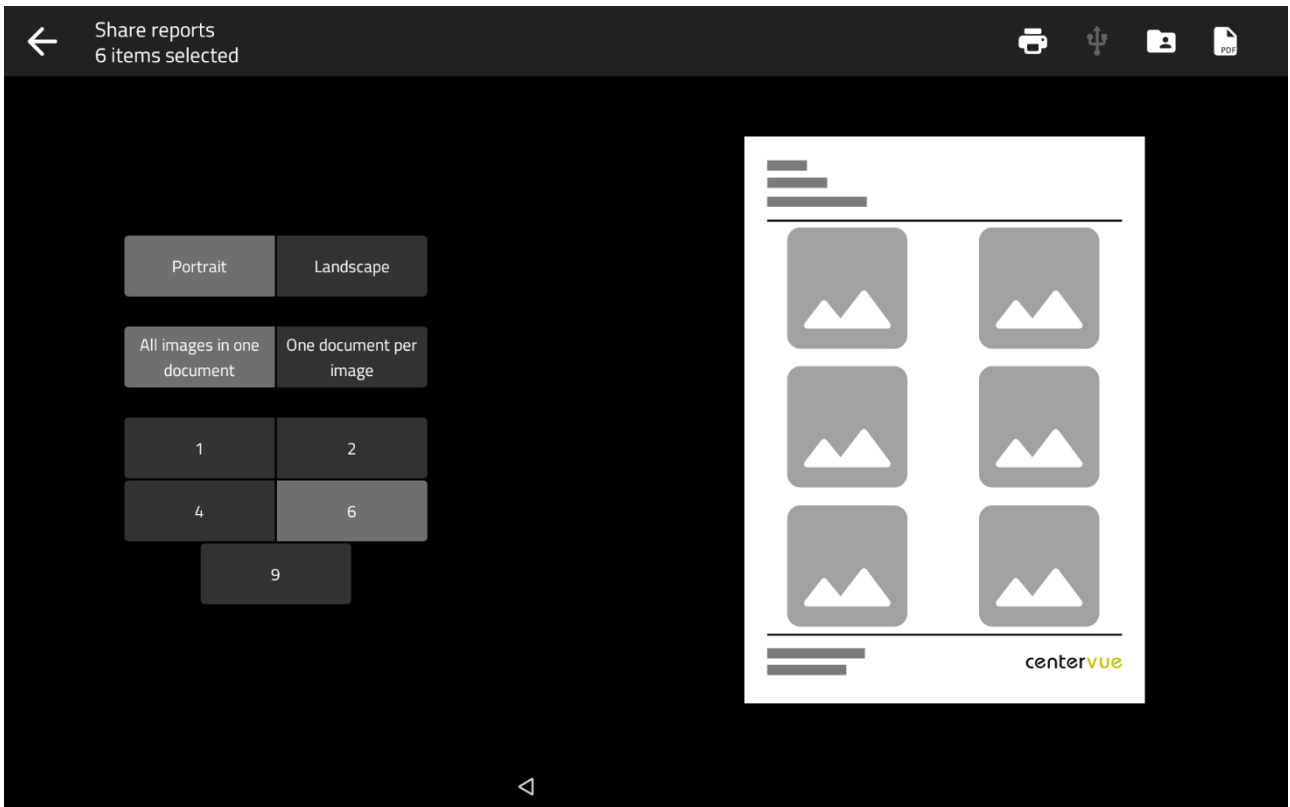 Share reports
6 items selected
PDF
Portrait
Landscape
All images in one
document
One document per
image
1
2
4
6
9
centervue